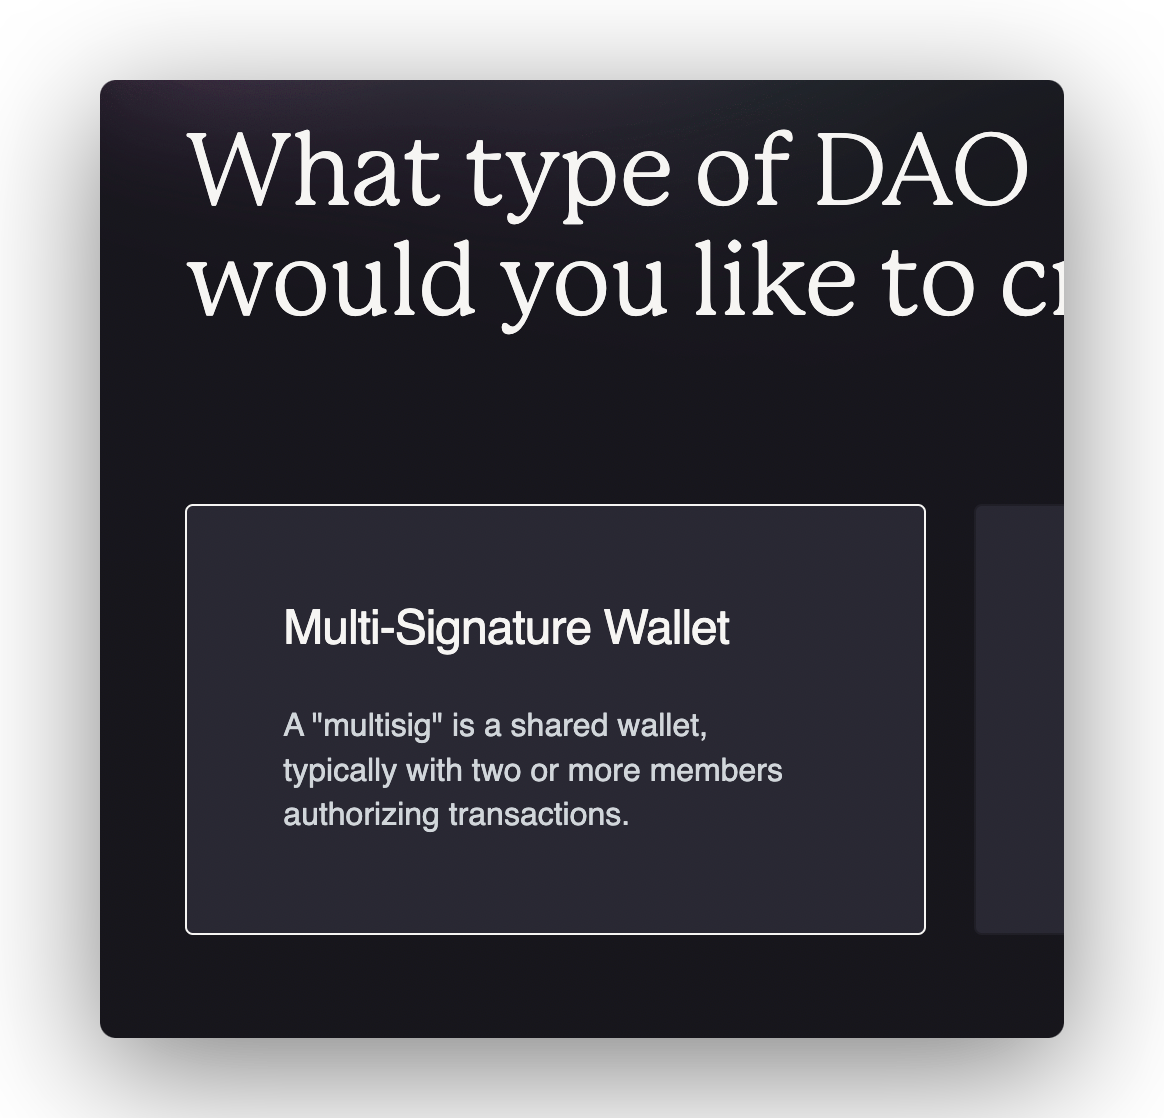 What type of DAO
would you like to
Multi-Signature Wallet
A "multisig" is a shared wallet,
typically with two or more members
authorizing transactions.